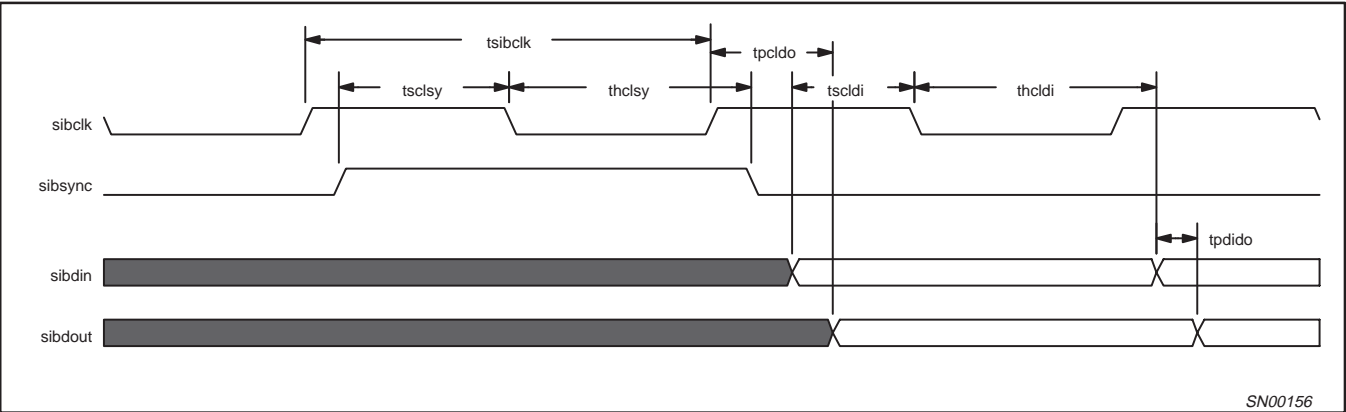 tsibclk
tpcldo
tsclsy
thclsy
tscldi
thcldi
sibclk
sibsync
tpdido
sibdin
sibdout
SN00156